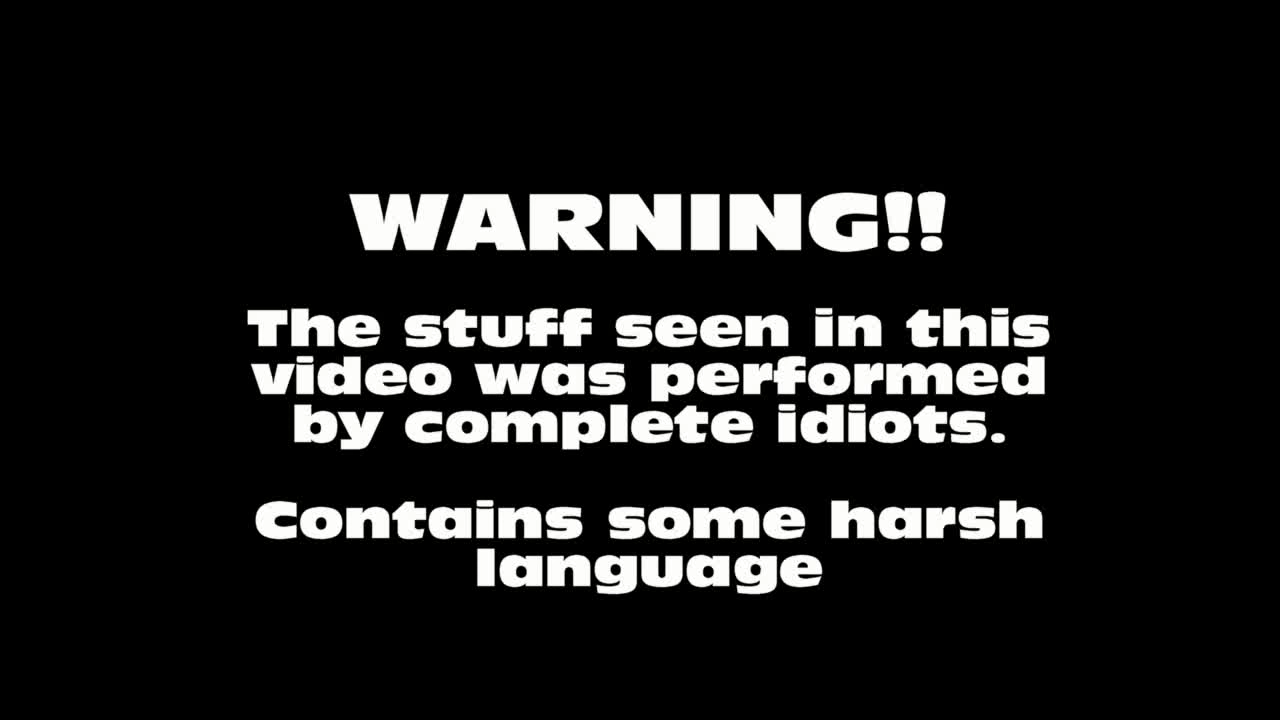 WARNING!!
The stuff seen in this
video was performed
by complete idiots.
Contains some harsh
language